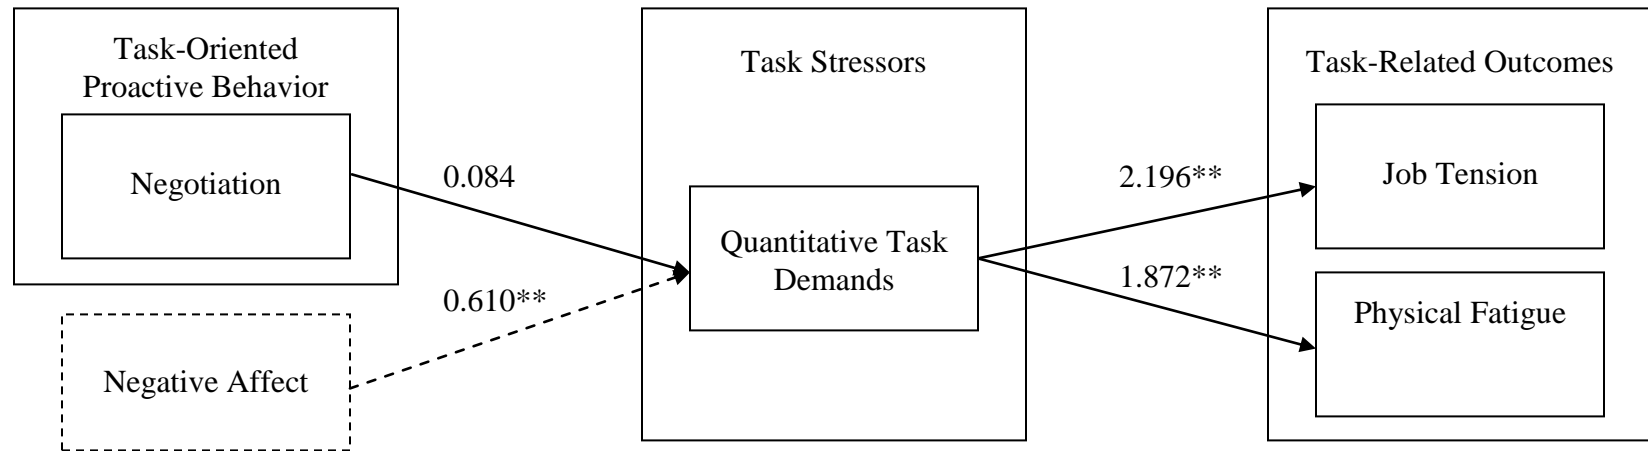 Task-Oriented
Proactive Behavior
Negotiation
Negative Affect
0.084
0.610**
Task Stressors
Quantitative Task
Demands
2.196**
1.872**
Task-Related Outcomes
Job Tension
Physical Fatigue